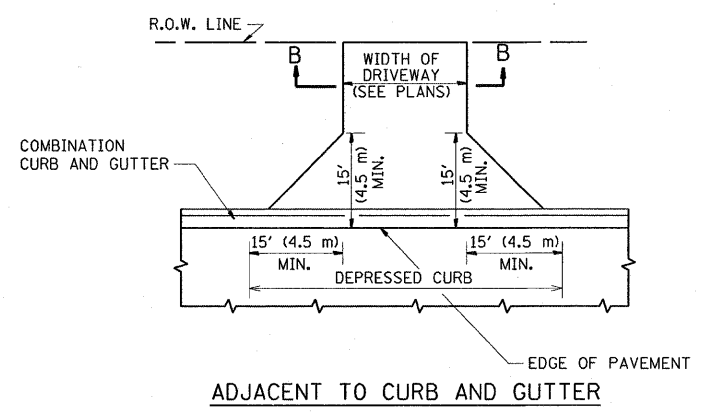 R.O.W. LINE
B
B
WIDTH OF
DRIVEWAY
(SEE PLANS)
COMBINATION
CURB AND GUTTER
15'
(4.5 m)
MIN.
15'
(4.5 m)
MIN.
15' (4.5 m)
MIN.
15' (4.5 m)
MIN.
DEPRESSED CURB
EDGE OF PAVEMENT
ADJACENT TO CURB AND GUTTER